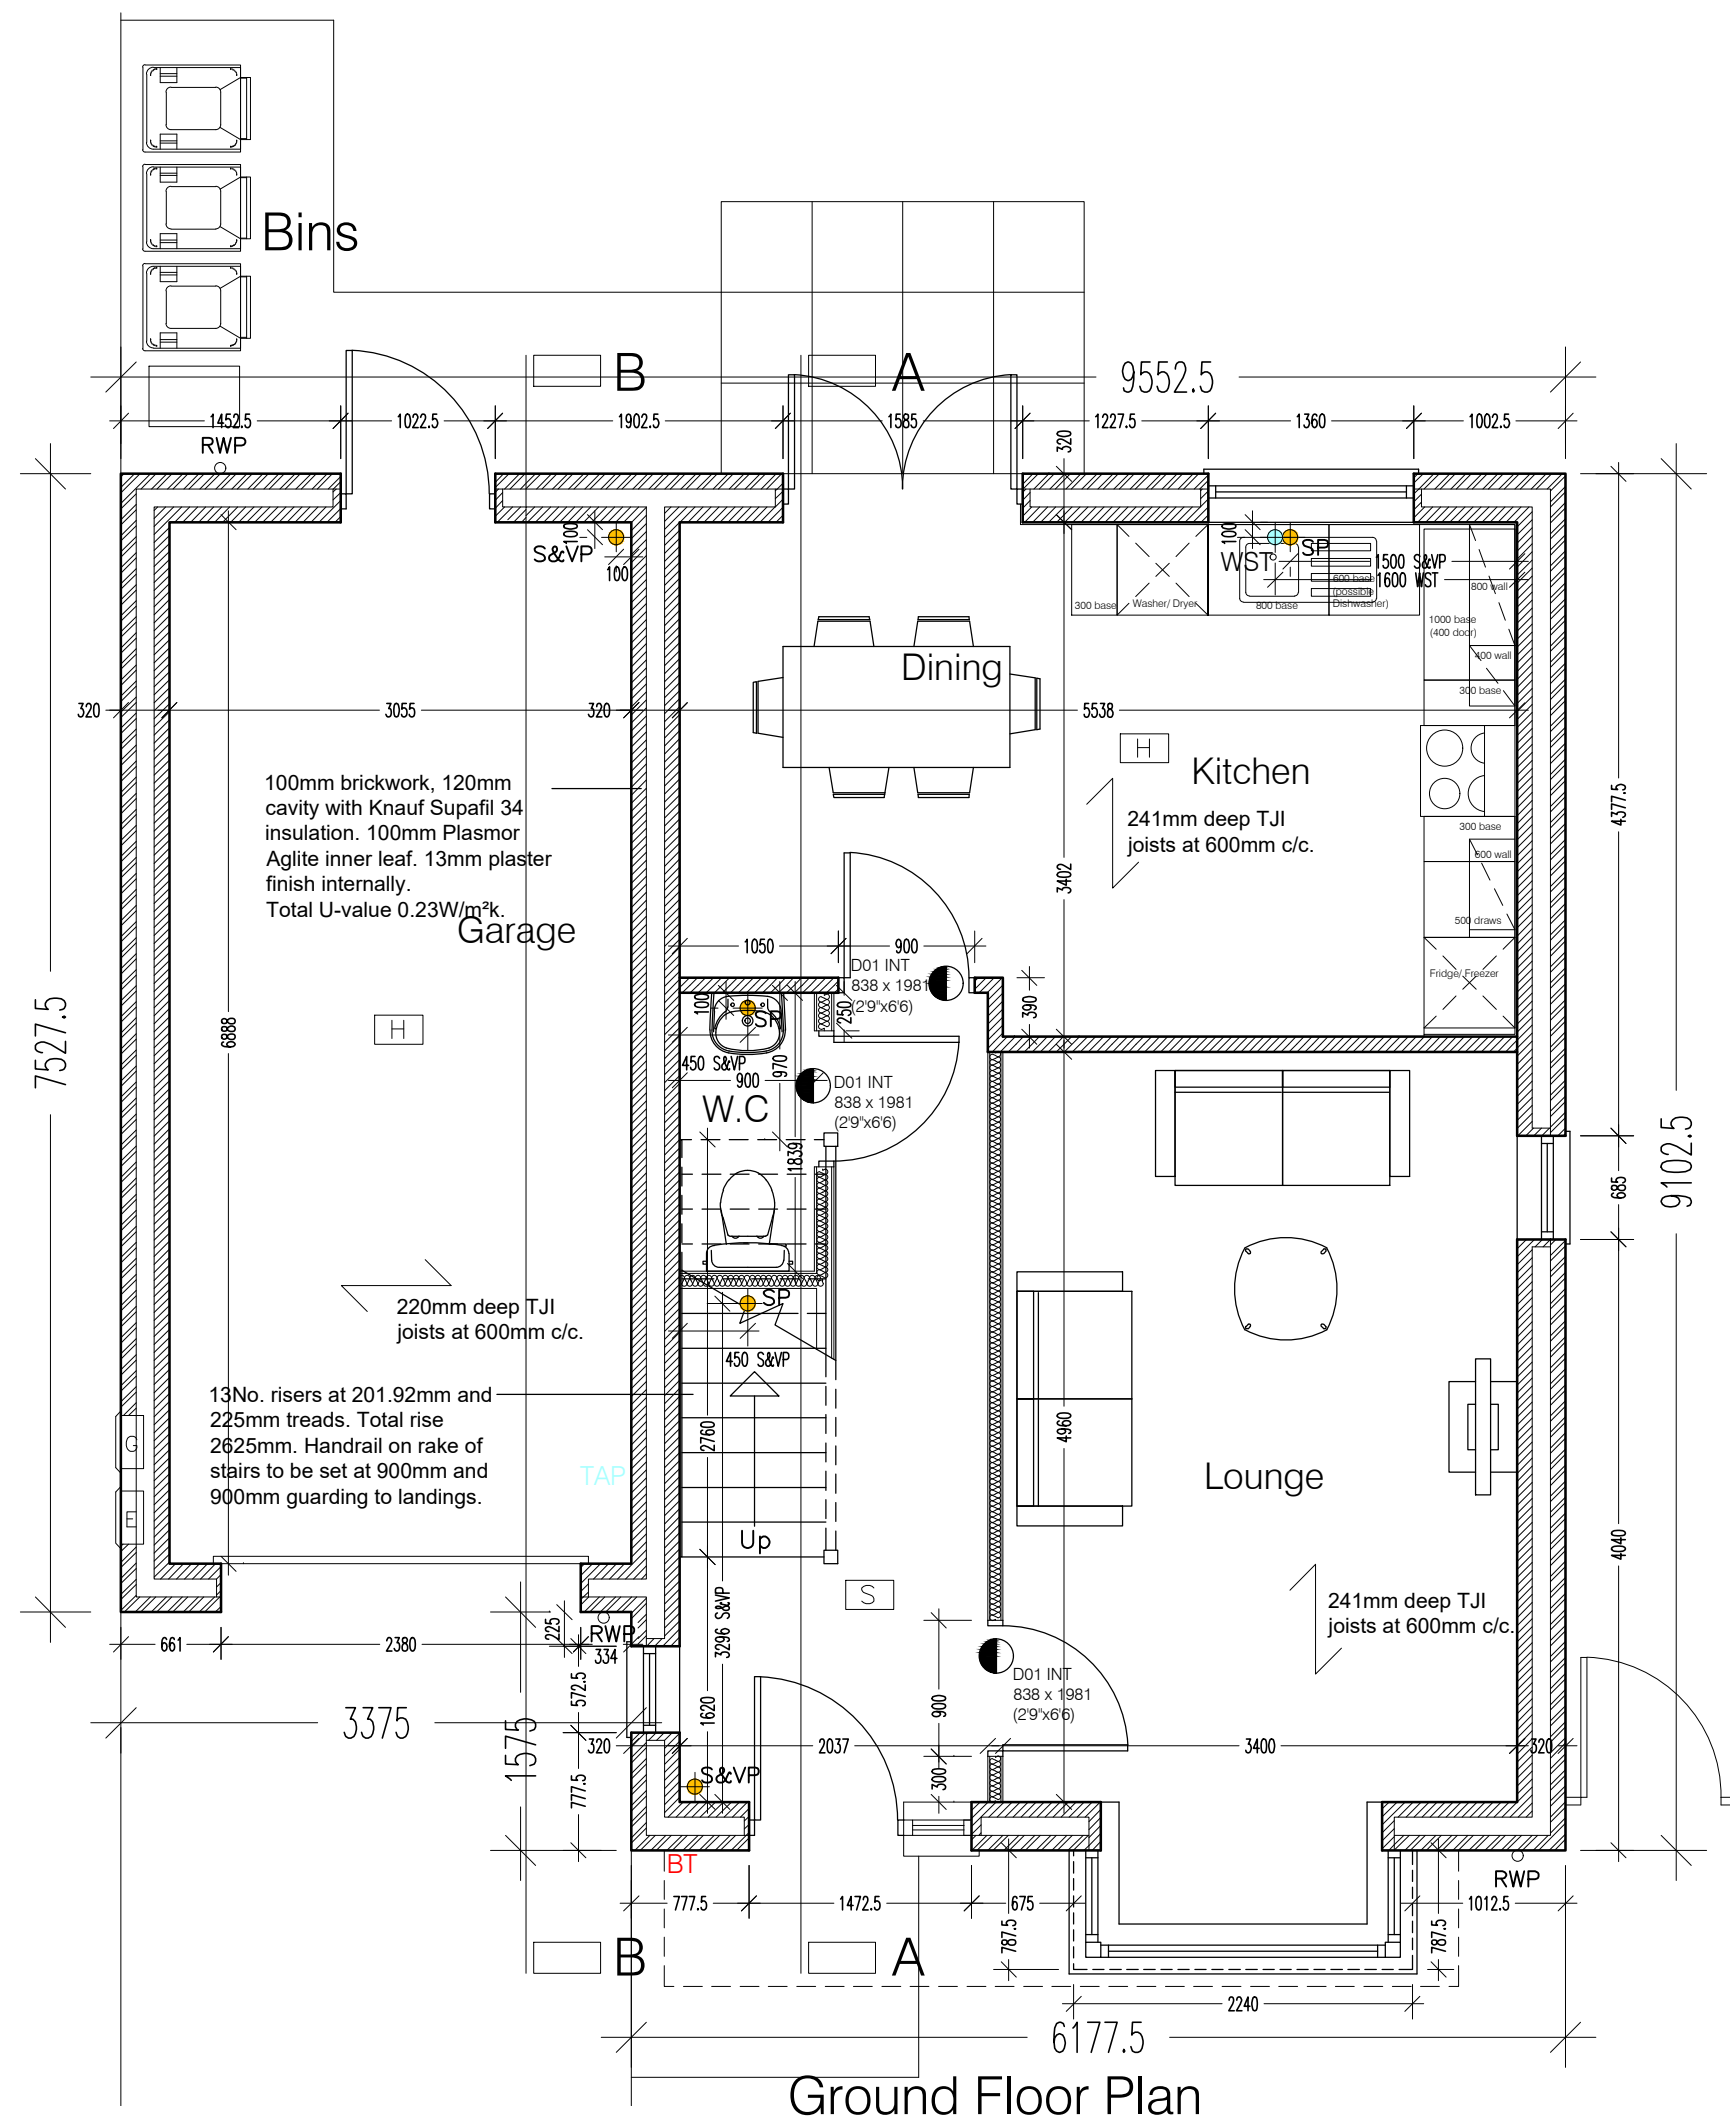 Bins
B
A
9552.5
1452.5
1022.5
1902.5
1585
1227.5
1360
1002.5
RWP
320
100
S&VP
100
100
WST
SP
1500 S&VP
1600 WST
600 base
(possible
Dishwasher)
800 wall
300 base
Washer/ Dryer
800 base
1000 base
(400 door)
400 wall
300 base
Dining
320
3055
320
5538
H
Kitchen
100mm brickwork, 120mm
cavity with Knauf Supafil 34
insulation. 100mm Plasmor
Aglite inner leaf. 13mm plaster
finish internally.
Total U-value 0.23W/m²k.
Garage
241mm deep TJI
joists at 600mm c/c.
4377.5
300 base
600 wall
3402
500 draws
1050
900
D01 INT
838 x 1981
(2'9"x6'6)
Fridge/ Freezer
7527.5
6888
H
100
SP
250
390
450 S&VP
970
900
D01 INT
838 x 1981
(2'9"x6'6)
W.C
1839
685
9102.5
220mm deep TJI
joists at 600mm c/c.
SP
450 S&VP
13No. risers at 201.92mm and
225mm treads. Total rise
2625mm. Handrail on rake of
stairs to be set at 900mm and
900mm guarding to landings.
G
E
TAP
2760
4960
Lounge
Up
4040
S
241mm deep TJI
joists at 600mm c/c.
661
2380
225
RWP
334
3296 S&VP
572.5
1620
900
D01 INT
838 x 1981
(2'9"x6'6)
3375
1575
320
2037
3400
320
777.5
S&VP
300
BT
RWP
777.5
1472.5
675
1012.5
787.5
787.5
B
A
2240
6177.5
Ground Floor Plan